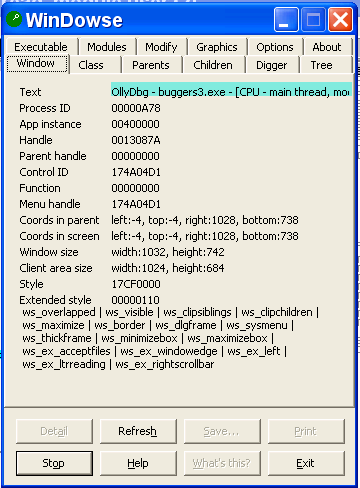 WinDowse
Executable Modules Modify Graphics Options About
Window Class Parents Children Digger Tree
Text OllyDbg - buggers3.exe - [CPU - main thread, mod
Process ID 00000A78
App instance 00400000
Handle 0013087A
Parent handle 00000000
Control ID 174A04D1
Function 00000000
Menu handle 174A04D1
Coords in parent left:-4, top:-4, right:1028, bottom:738
Coords in screen left:-4, top:-4, right:1028, bottom:738
Window size width:1032, height:742
Client area size width:1024, height:684
Style 17CF0000
Extended style 00000110
ws_overlapped | ws_visible | ws_clipsiblings | ws_clipchildren |
ws_maximize | ws_border | ws_dlgframe | ws_sysmenu |
ws_thickframe | ws_minimizebox | ws_maximizebox |
ws_ex_acceptfiles | ws_ex_windowedge | ws_ex_left |
ws_ex_ltrreading | ws_ex_rightscrollbar
Detail Refresh Save... Print
Stop Help What's this? Exit